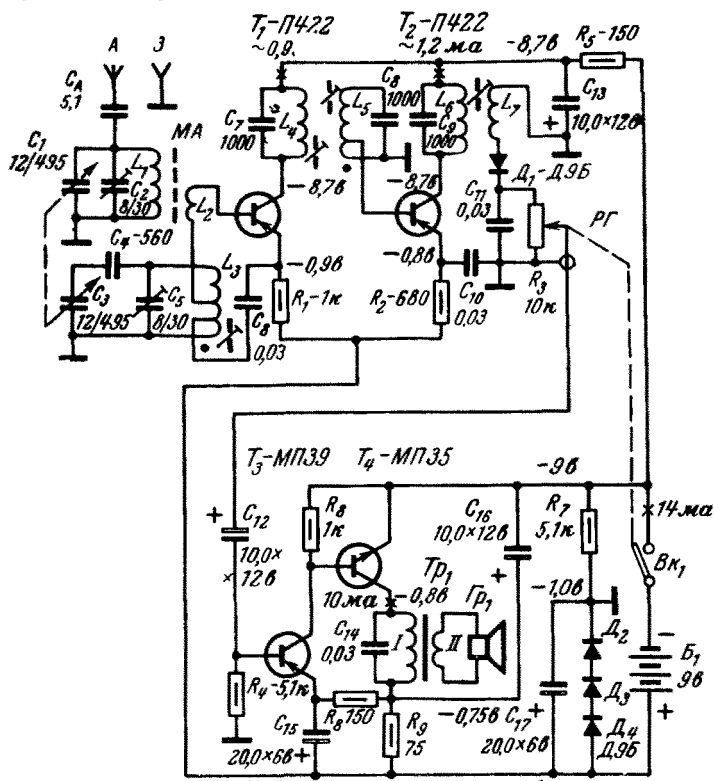 T₁-П422
~0,9.
T₂-П422
~1,2 ма
-8,7в
R₅-150
А
З
Cᴀ
5,1
C₁
12/495
МА
L₁
C₂
8/30
L₂
C₇
1000
L₄
L₅
C₈
1000
L₆
C₉
1000
L₇
C₁₃
+
10,0×12в
Д₁-Д9Б
-8,7в
-8,7в
C₁₁
0,03
РГ
C₄-560
L₃
C₃
12/495
C₅
8/30
C₈
0,03
-0,9в
R₁-1к
-0,8в
R₂-680
C₁₀
0,03
R₃
10к
T₃-МП39
T₄-МП35
-9в
+
C₁₂
10,0×
×12в
R₈
1к
C₁₆
10,0×12в
+
R₇
5,1к
14ма
Вк₁
Тр₁
-0,8в
Гр₁
10ма
C₁₄
0,03
I
II
-1,0в
Д₂
Д₃
Д₄
Д9Б
-
Б₁
9в
+
R₄-5,1к
C₁₅
20,0×6в
+
R₈
150
R₉
75
-0,75в
C₁₇
+
20,0×6в